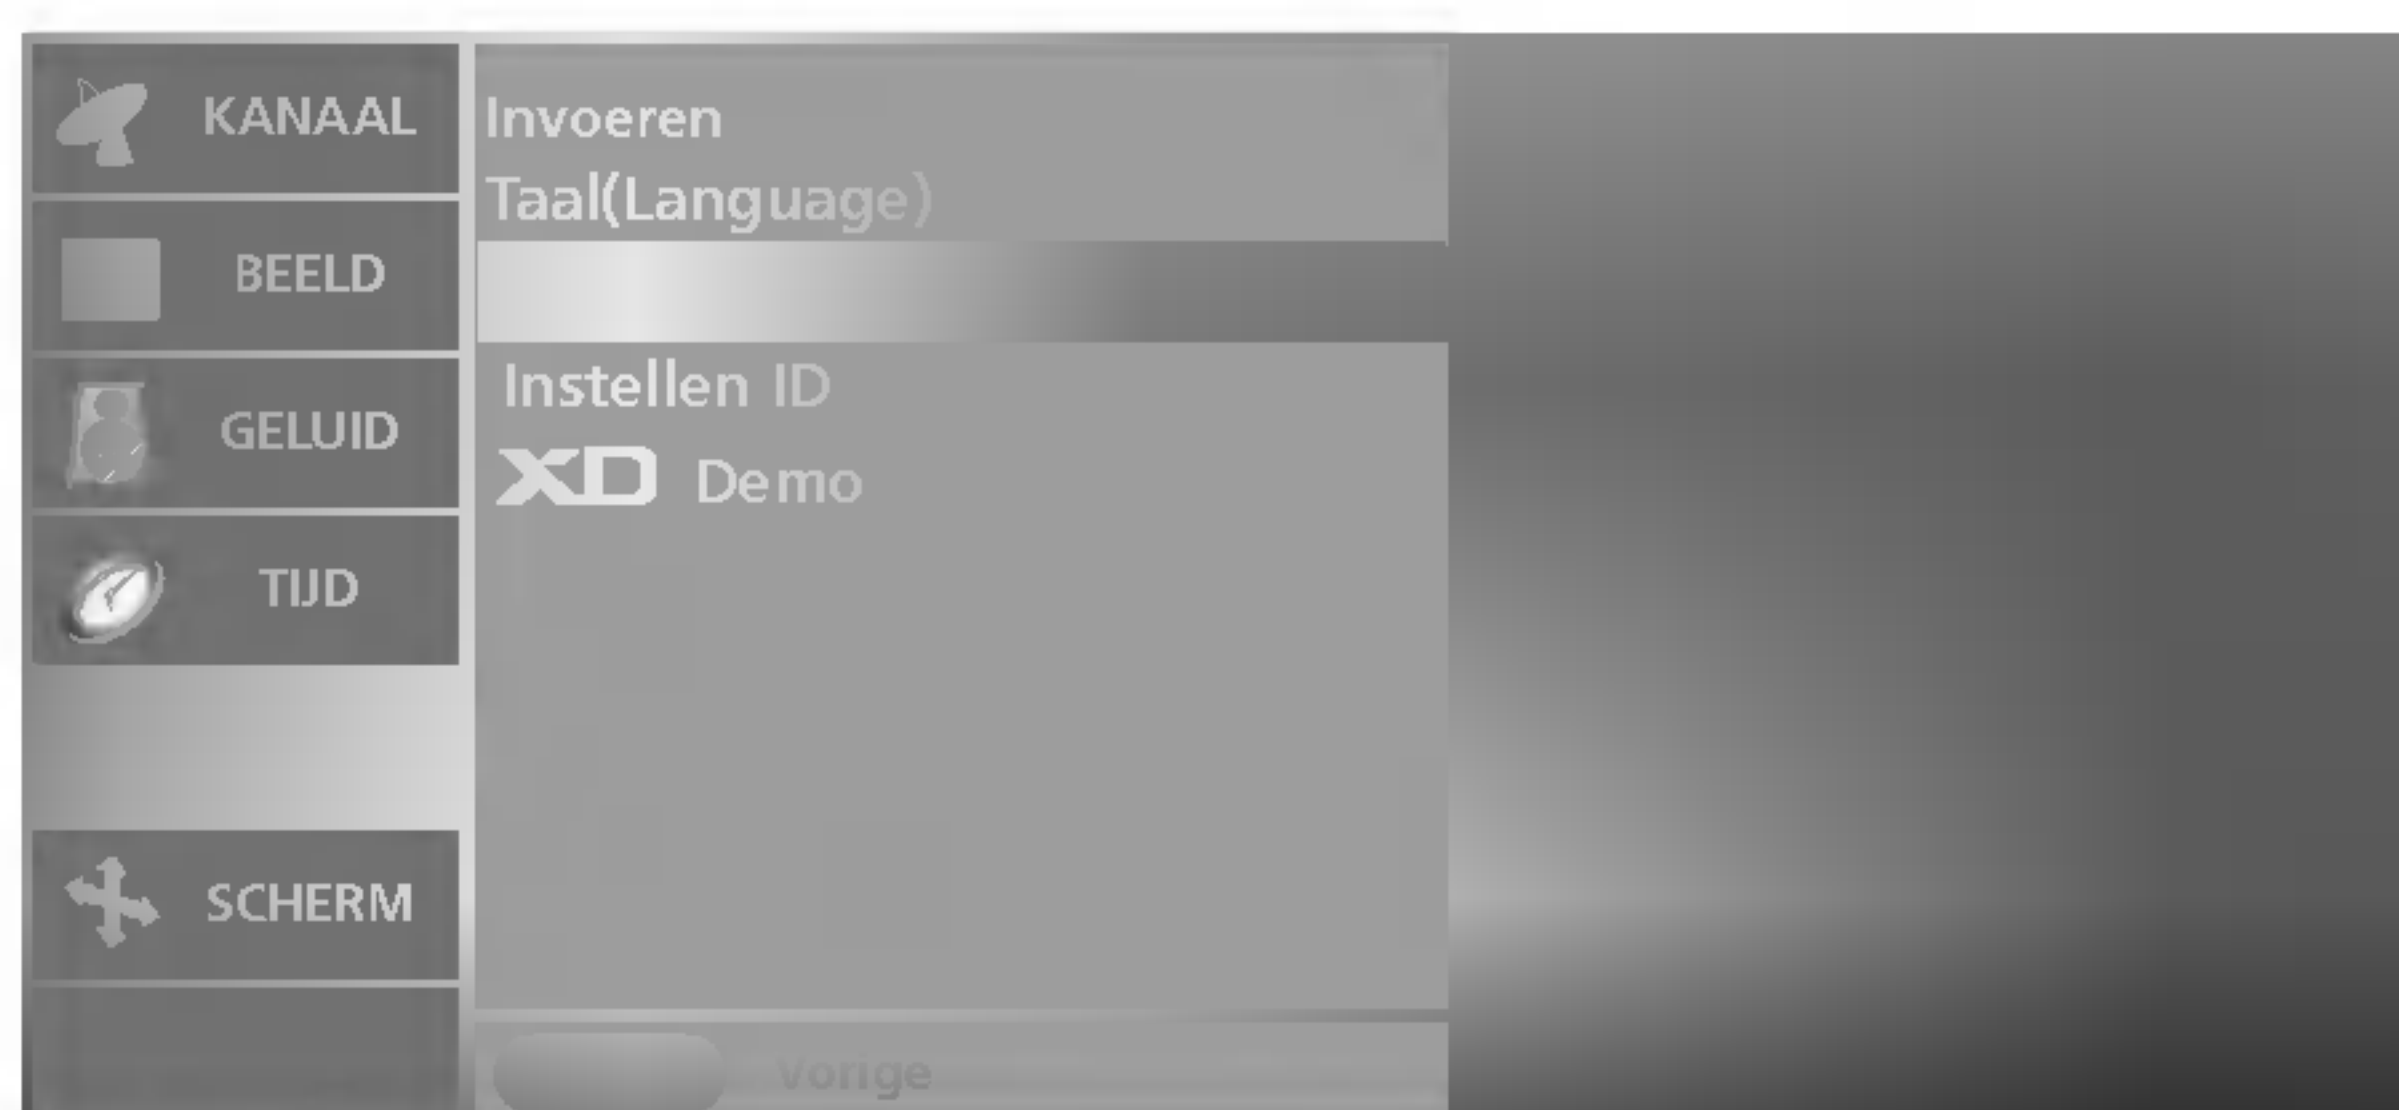 KANAAL
BEELD
GELUID
TIJD
SCHERM
Invoeren
Taal(Language)
Instellen ID
XD Demo
Vorige